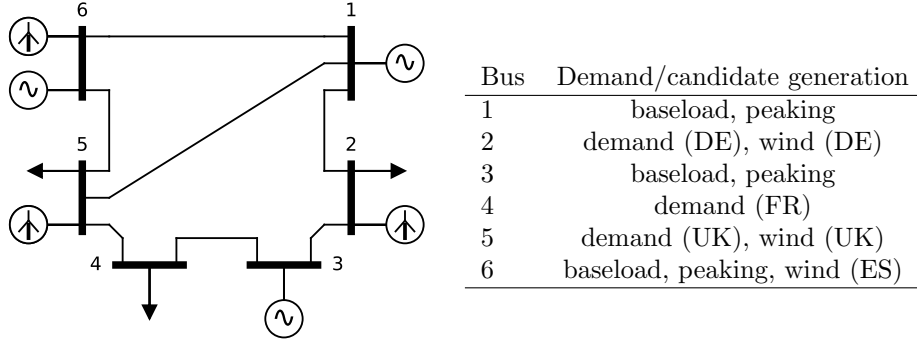 6
1
5
2
4
3
Bus Demand/candidate generation
1 baseload, peaking
2 demand (DE), wind (DE)
3 baseload, peaking
4 demand (FR)
5 demand (UK), wind (UK)
6 baseload, peaking, wind (ES)